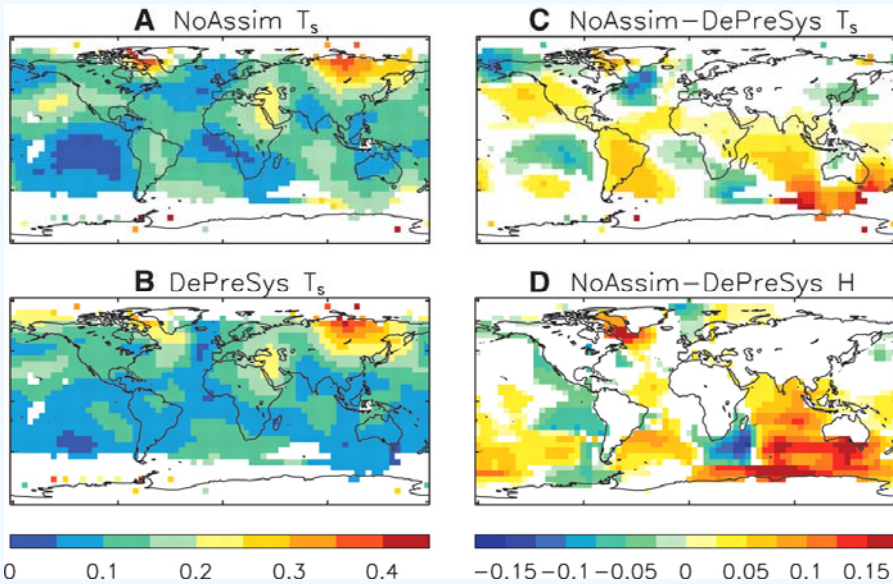 A NoAssim Ts
C NoAssim−DePreSys Ts
B DePreSys Ts
D NoAssim−DePreSys H
0 0.1 0.2 0.3 0.4
−0.15 −0.1 −0.05 0 0.05 0.1 0.15